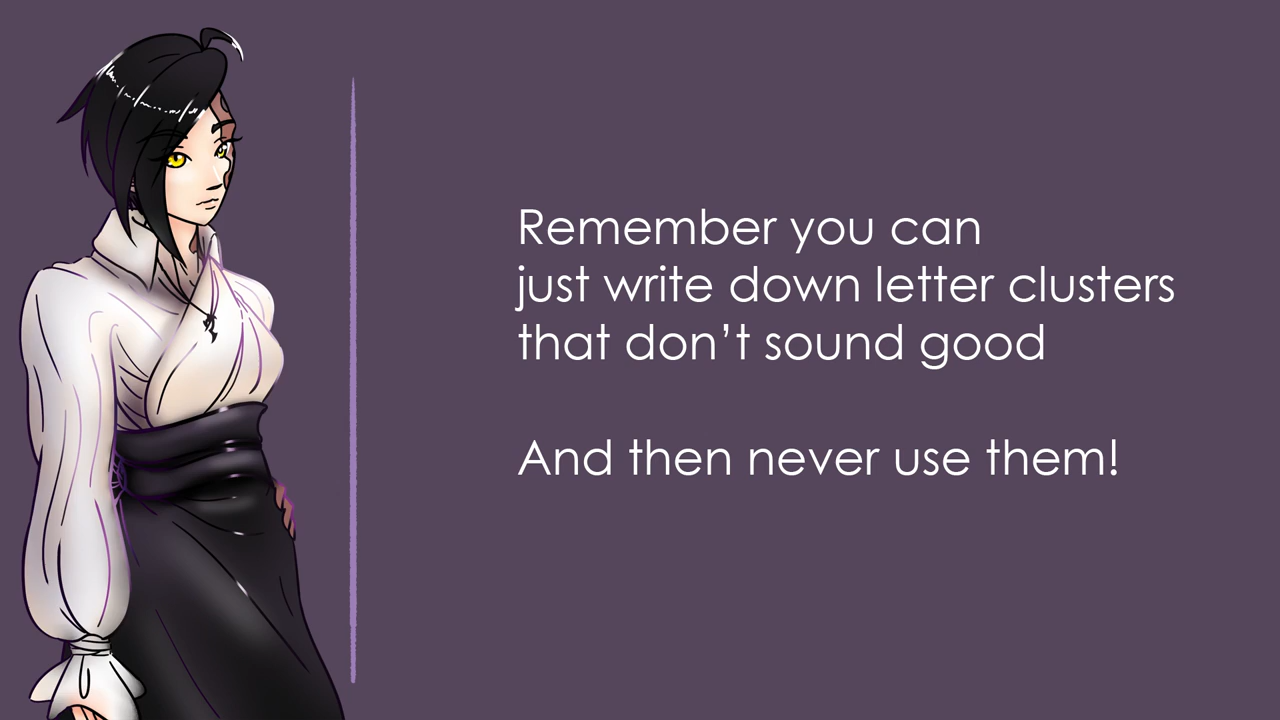 Remember you can
just write down letter clusters
that don’t sound good
And then never use them!